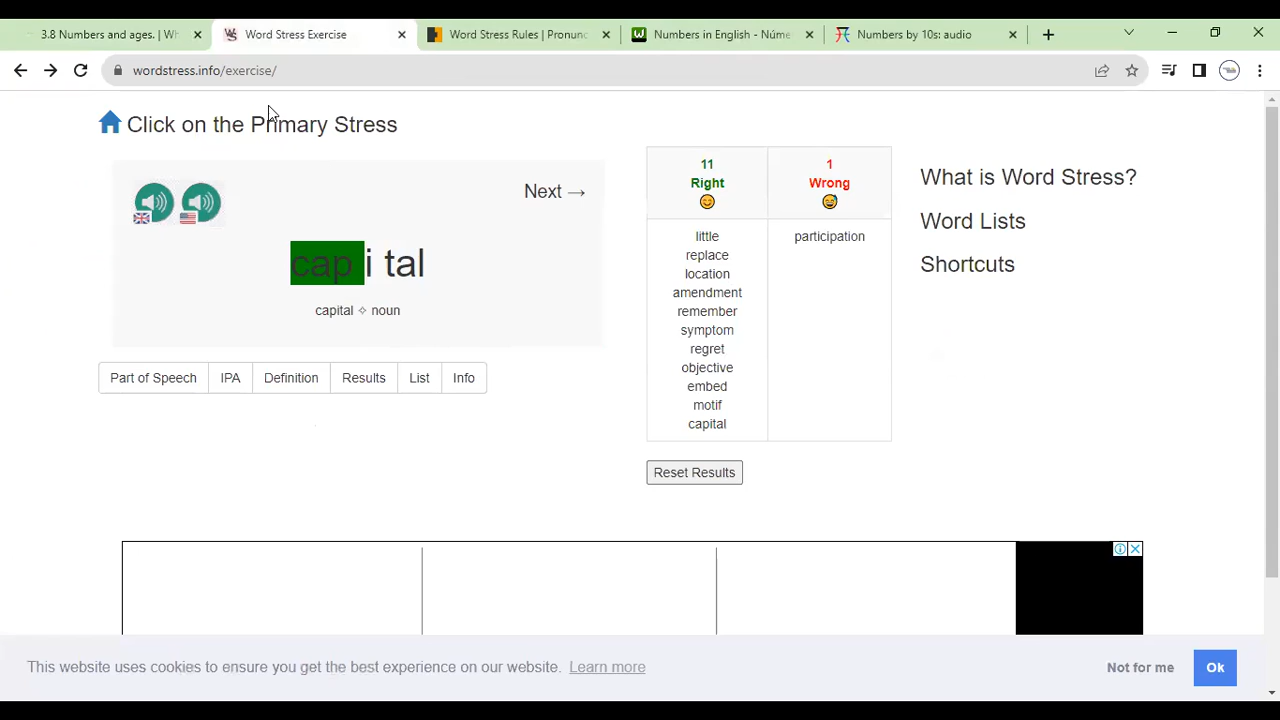 3.8 Numbers and ages. | Wh
Word Stress Exercise
Word Stress Rules | Pronunc
Numbers in English - Núme
Numbers by 10s: audio
wordstress.info/exercise/
Click on the Primary Stress
Next →
cap i tal
capital ✧ noun
Part of Speech
IPA
Definition
Results
List
Info
11
Right
1
Wrong
little
replace
location
amendment
remember
symptom
regret
objective
embed
motif
capital
participation
Reset Results
What is Word Stress?
Word Lists
Shortcuts
This website uses cookies to ensure you get the best experience on our website. Learn more
Not for me
Ok